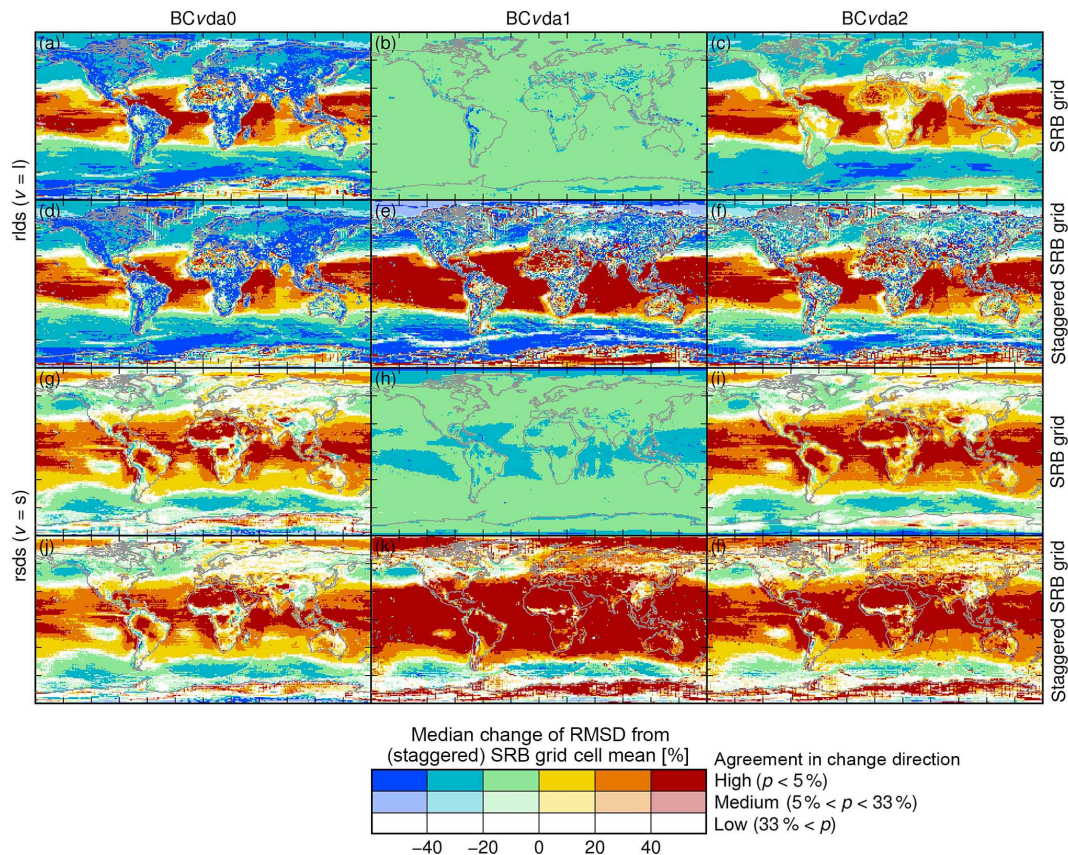 BCvda0 BCvda1 BCvda2
(a) (b) (c)
SRB grid
rlds (v = l)
(d) (e) (f)
Staggered SRB grid
(g) (h) (i)
SRB grid
rsds (v = s)
(j) (k) (l)
Staggered SRB grid
Median change of RMSD from
(staggered) SRB grid cell mean [%]
Agreement in change direction
High (p < 5 %)
Medium (5 % < p < 33 %)
Low (33 % < p)
−40 −20 0 20 40